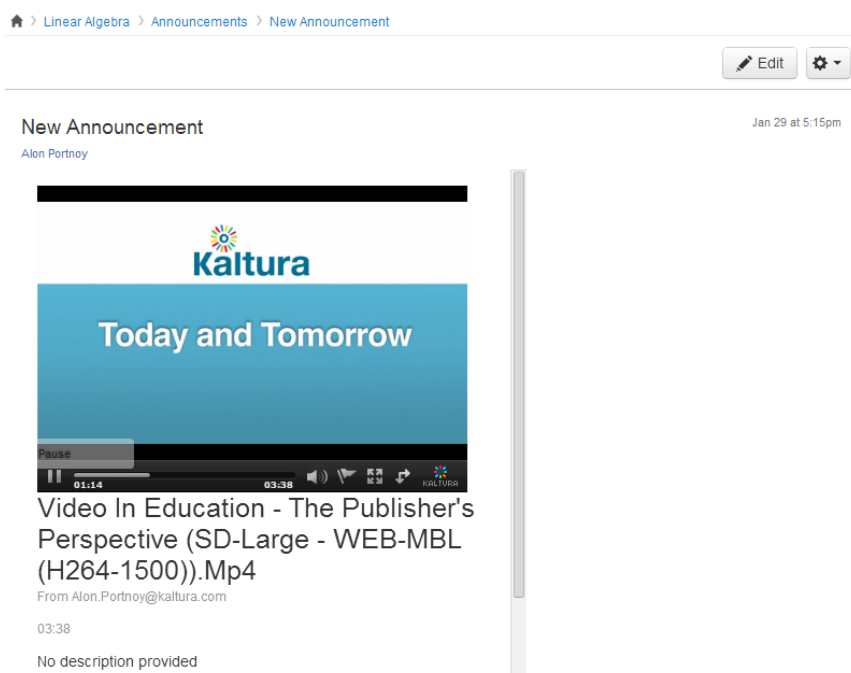 Linear Algebra > Announcements > New Announcement
Edit
New Announcement
Jan 29 at 5:15pm
Alon Portnoy
Kaltura
Today and Tomorrow
Pause
01:14
03:38
KALTURA
Video In Education - The Publisher's
Perspective (SD-Large - WEB-MBL
(H264-1500)).Mp4
From Alon.Portnoy@kaltura.com
03:38
No description provided